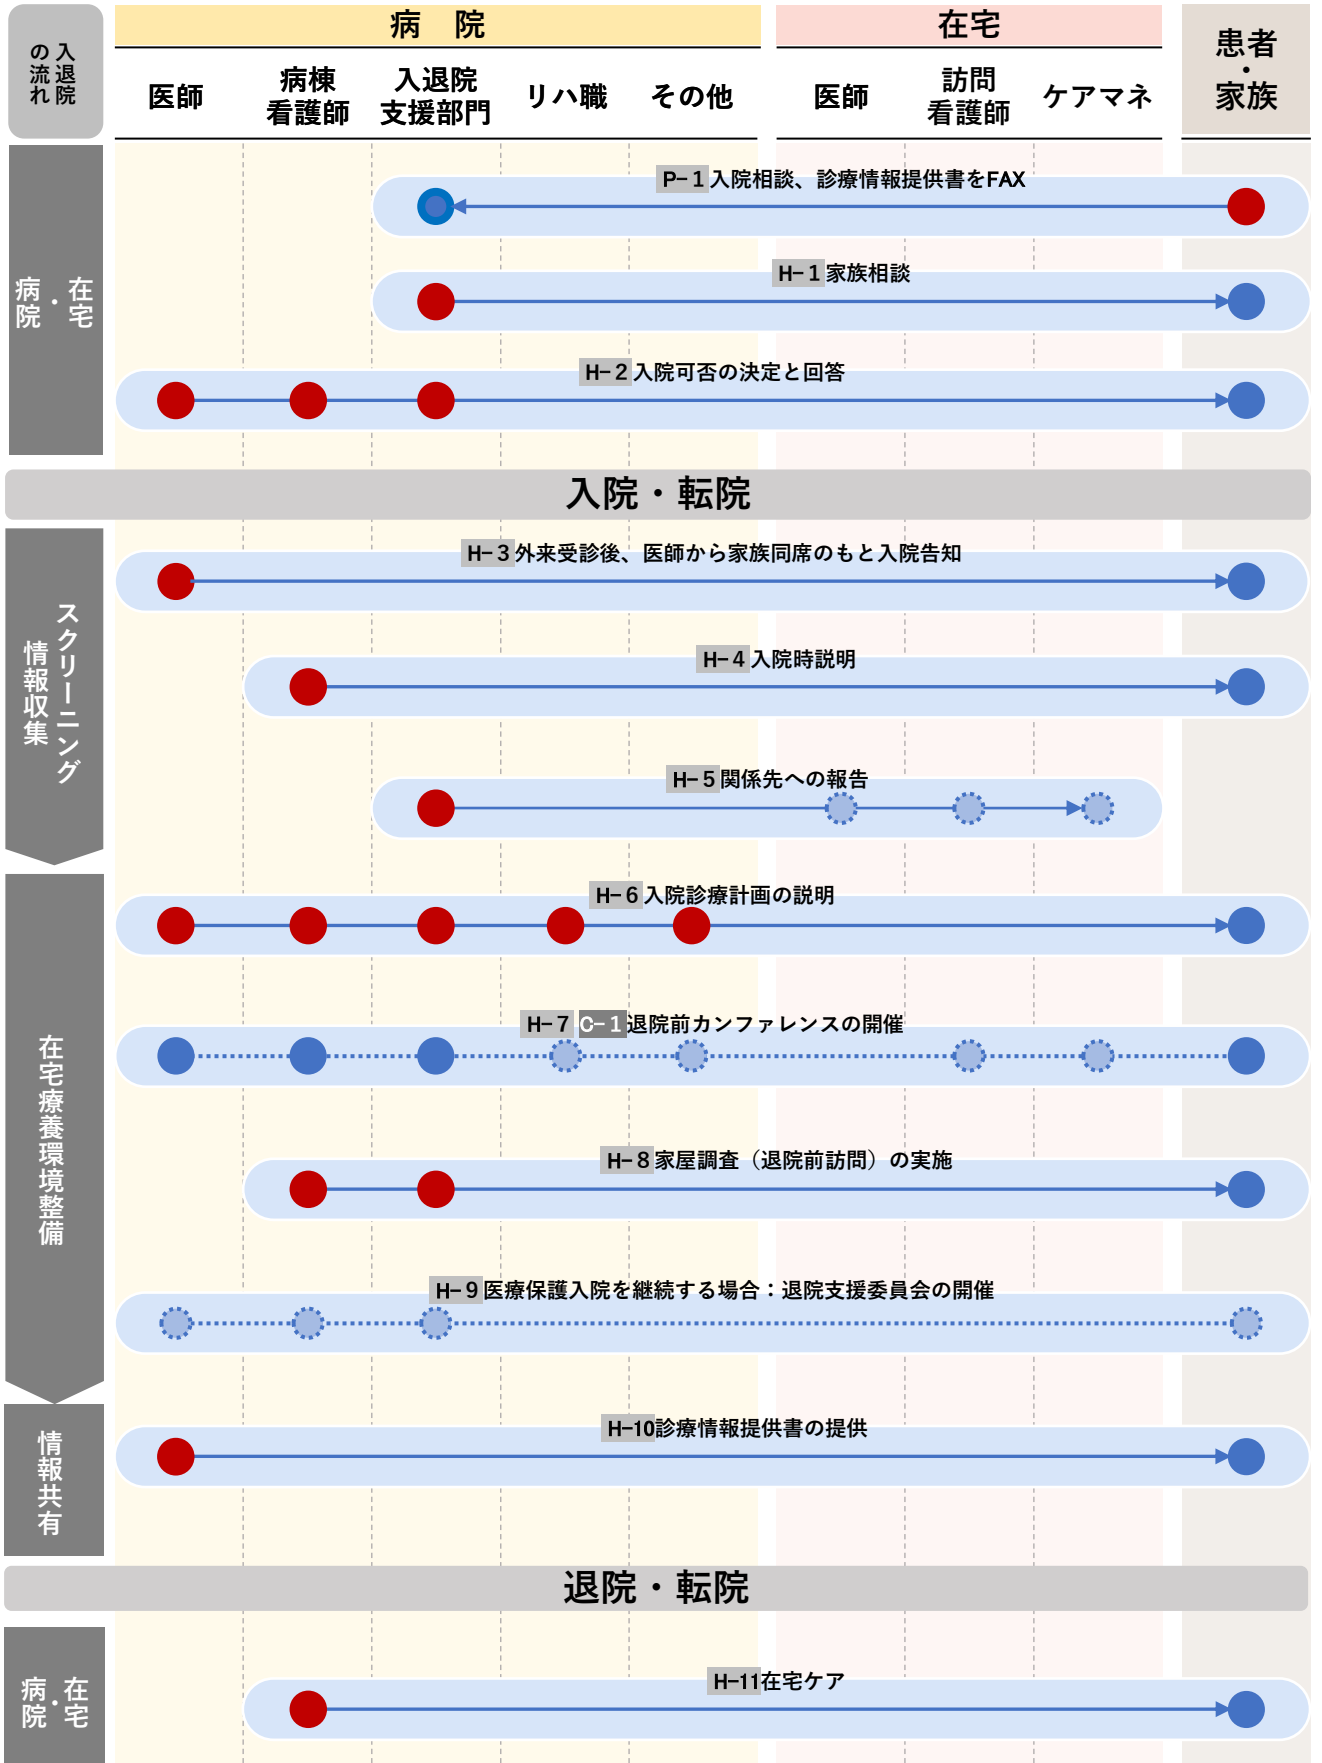 入退院
の流れ
病　院
在宅
患者
・
家族
医師
病棟
看護師
入退院
支援部門
リハ職
その他
医師
訪問
看護師
ケアマネ
在宅
・
病院
P-1入院相談、診療情報提供書をFAX
H-1家族相談
H-2入院可否の決定と回答
入院・転院
スクリーニング
情報収集
H-3外来受診後、医師から家族同席のもと入院告知
H-4入院時説明
H-5関係先への報告
在宅療養環境整備
H-6入院診療計画の説明
H-7 C-1退院前カンファレンスの開催
H-8家屋調査（退院前訪問）の実施
H-9医療保護入院を継続する場合：退院支援委員会の開催
情報共有
H-10診療情報提供書の提供
退院・転院
在宅
・
病院
H-11在宅ケア